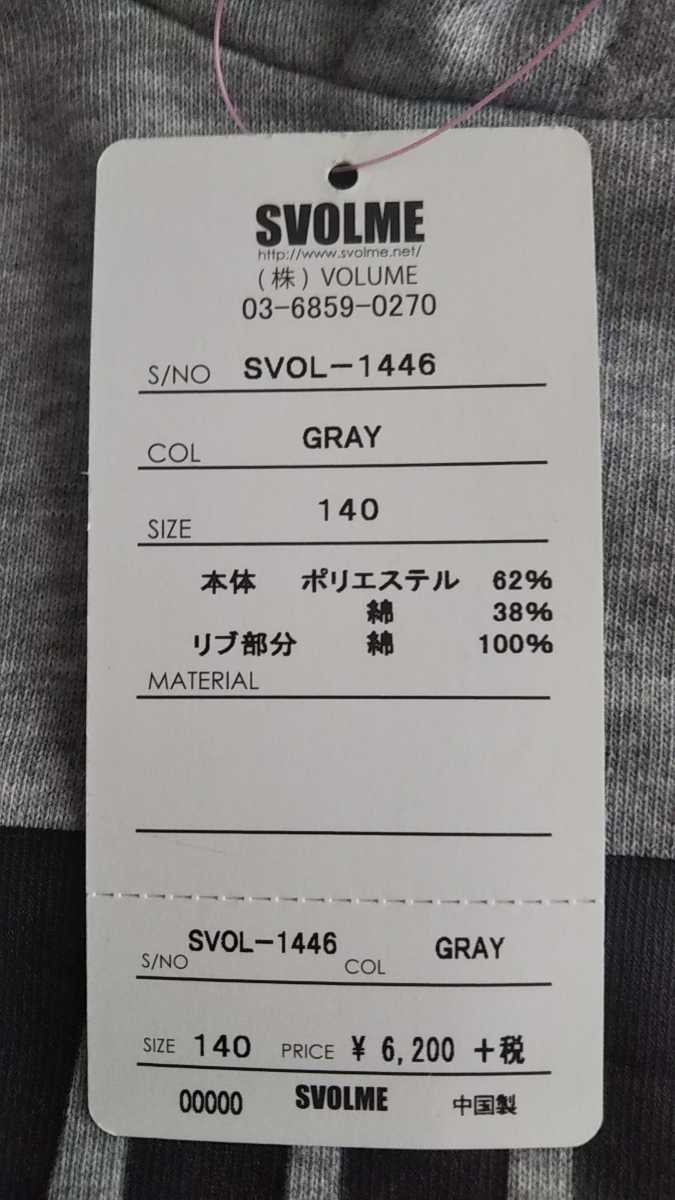 SVOLME
http://www.svolme.net/
(株) VOLUME
03-6859-0270
S/NO SVOL-1446
COL GRAY
SIZE 140
本体 ポリエステル 62%
綿 38%
リブ部分 綿 100%
MATERIAL
S/NO SVOL-1446 COL GRAY
SIZE 140 PRICE ¥ 6,200 +税
00000 SVOLME 中国製